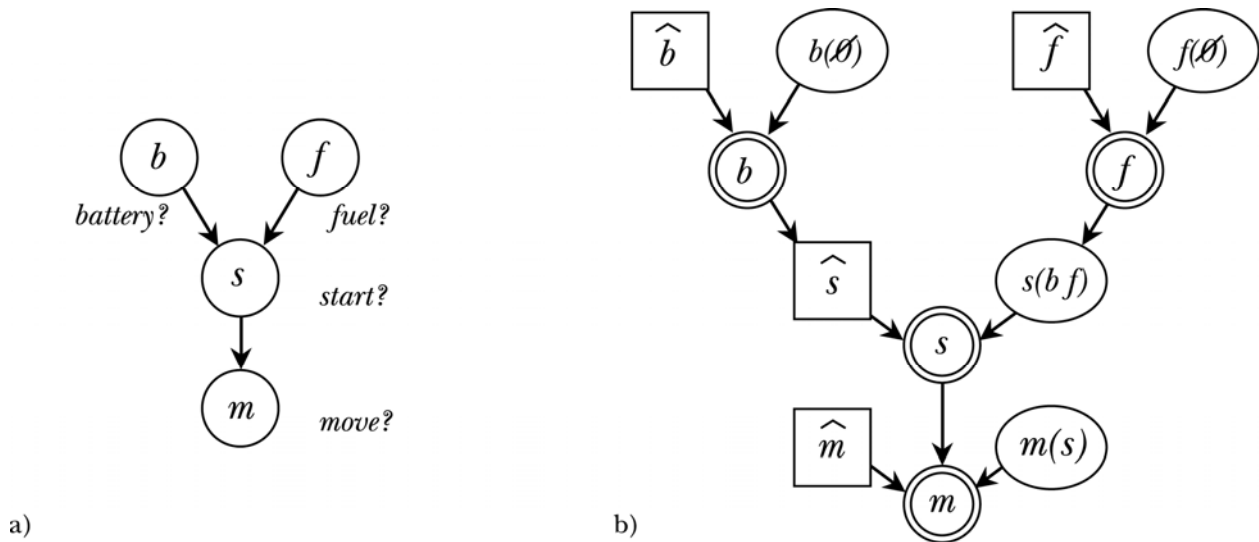 b
f
battery?
fuel?
s
start?
m
move?
a)
b̂
b(∅)
f̂
f(∅)
b
f
ŝ
s(b f)
s
m̂
m(s)
m
b)